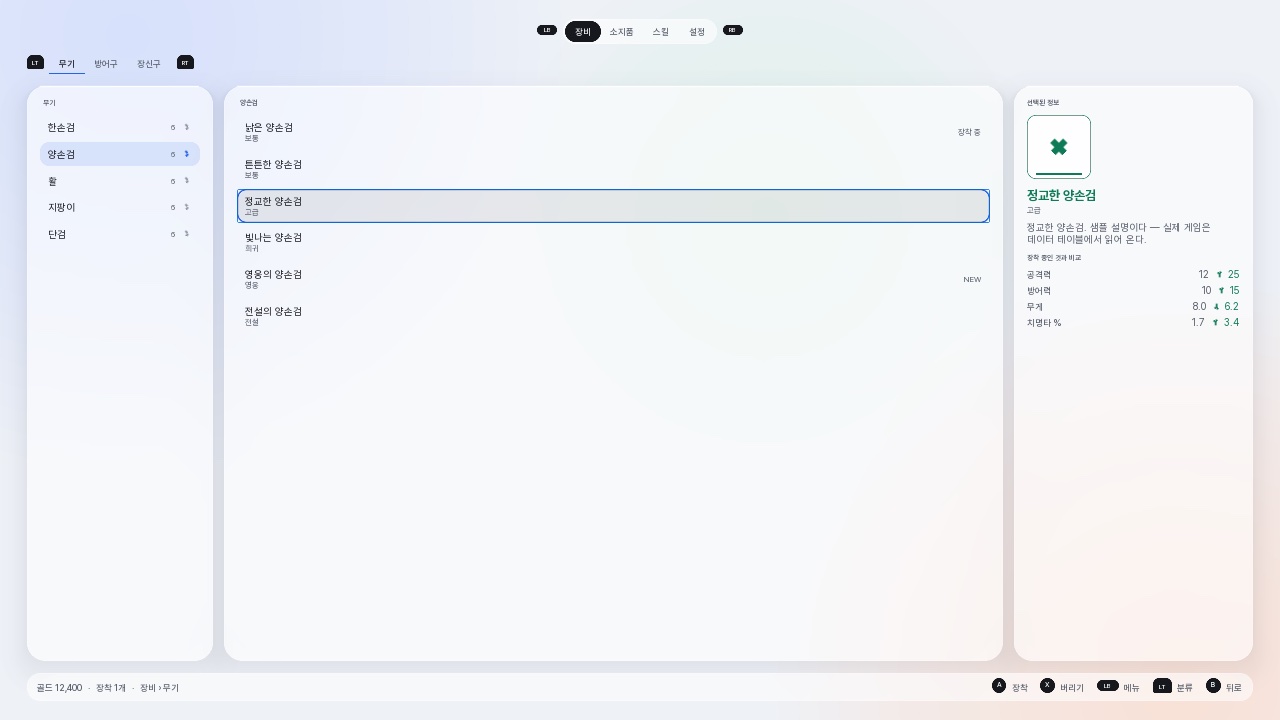 LB 장비 소지품 스킬 설정 RB
LT 무기 방어구 장신구 RT
무기
한손검 6
양손검 6
활 6
지팡이 6
단검 6
양손검
낡은 양손검
보통
장착 중
튼튼한 양손검
보통
정교한 양손검
고급
빛나는 양손검
희귀
영웅의 양손검
영웅
NEW
전설의 양손검
전설
선택된 정보
정교한 양손검
고급
정교한 양손검. 샘플 설명이다 — 실제 게임은
데이터 테이블에서 읽어 온다.
장착 중인 것과 비교
공격력 12 25
방어력 10 15
무게 8.0 6.2
치명타 % 1.7 3.4
골드 12,400 · 장착 1개 · 장비 › 무기
A 장착 X 버리기 LB 메뉴 LT 분류 B 뒤로